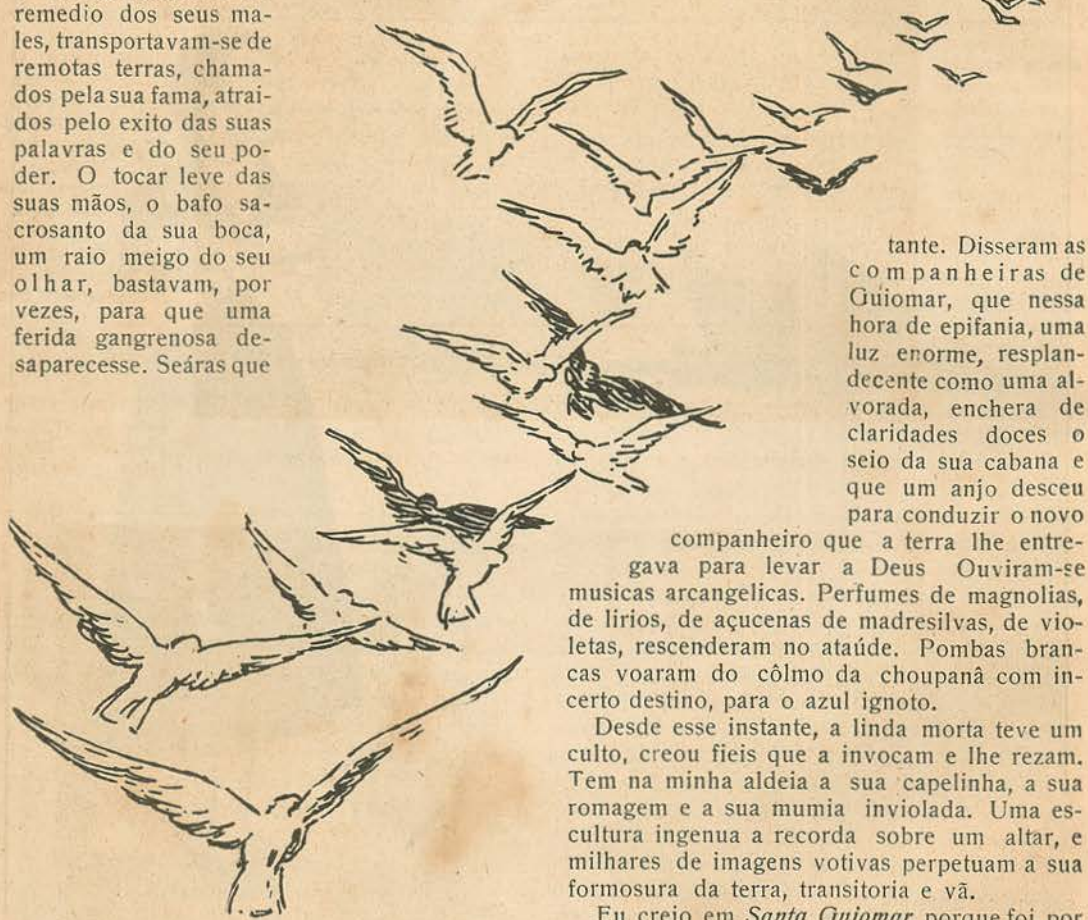 remedio dos seus ma-
les, transportavam-se de
remotas terras, chama-
dos pela sua fama, atrai-
dos pelo exito das suas
palavras e do seu po-
der. O tocar leve das
suas mãos, o bafo sa-
crosanto da sua boca,
um raio meigo do seu
olhar, bastavam, por
vezes, para que uma
ferida gangrenosa de-
saparecesse. Seáras que
tante. Disseram as
companheiras de
Guiomar, que nessa
hora de epifania, uma
luz enorme, resplan-
decente como uma al-
vorada, enchera de
claridades doces o
seio da sua cabana e
que um anjo desceu
para conduzir o novo
companheiro que a terra lhe entre-
gava para levar a Deus Ouviram-se
musicas arcangelicas. Perfumes de magnolias,
de lirios, de açucenas de madresilvas, de vio-
letas, rescenderam no ataúde. Pombas bran-
cas voaram do côlmo da choupanâ com in-
certo destino, para o azul ignoto.
Desde esse instante, a linda morta teve um
culto, creou fieis que a invocam e lhe rezam.
Tem na minha aldeia a sua capelinha, a sua
romagem e a sua mumia inviolada. Uma es-
cultura ingenua a recorda sobre um altar, e
milhares de imagens votivas perpetuam a sua
formosura da terra, transitoria e vã.
Eu creio em Santa Guiomar porque foi por